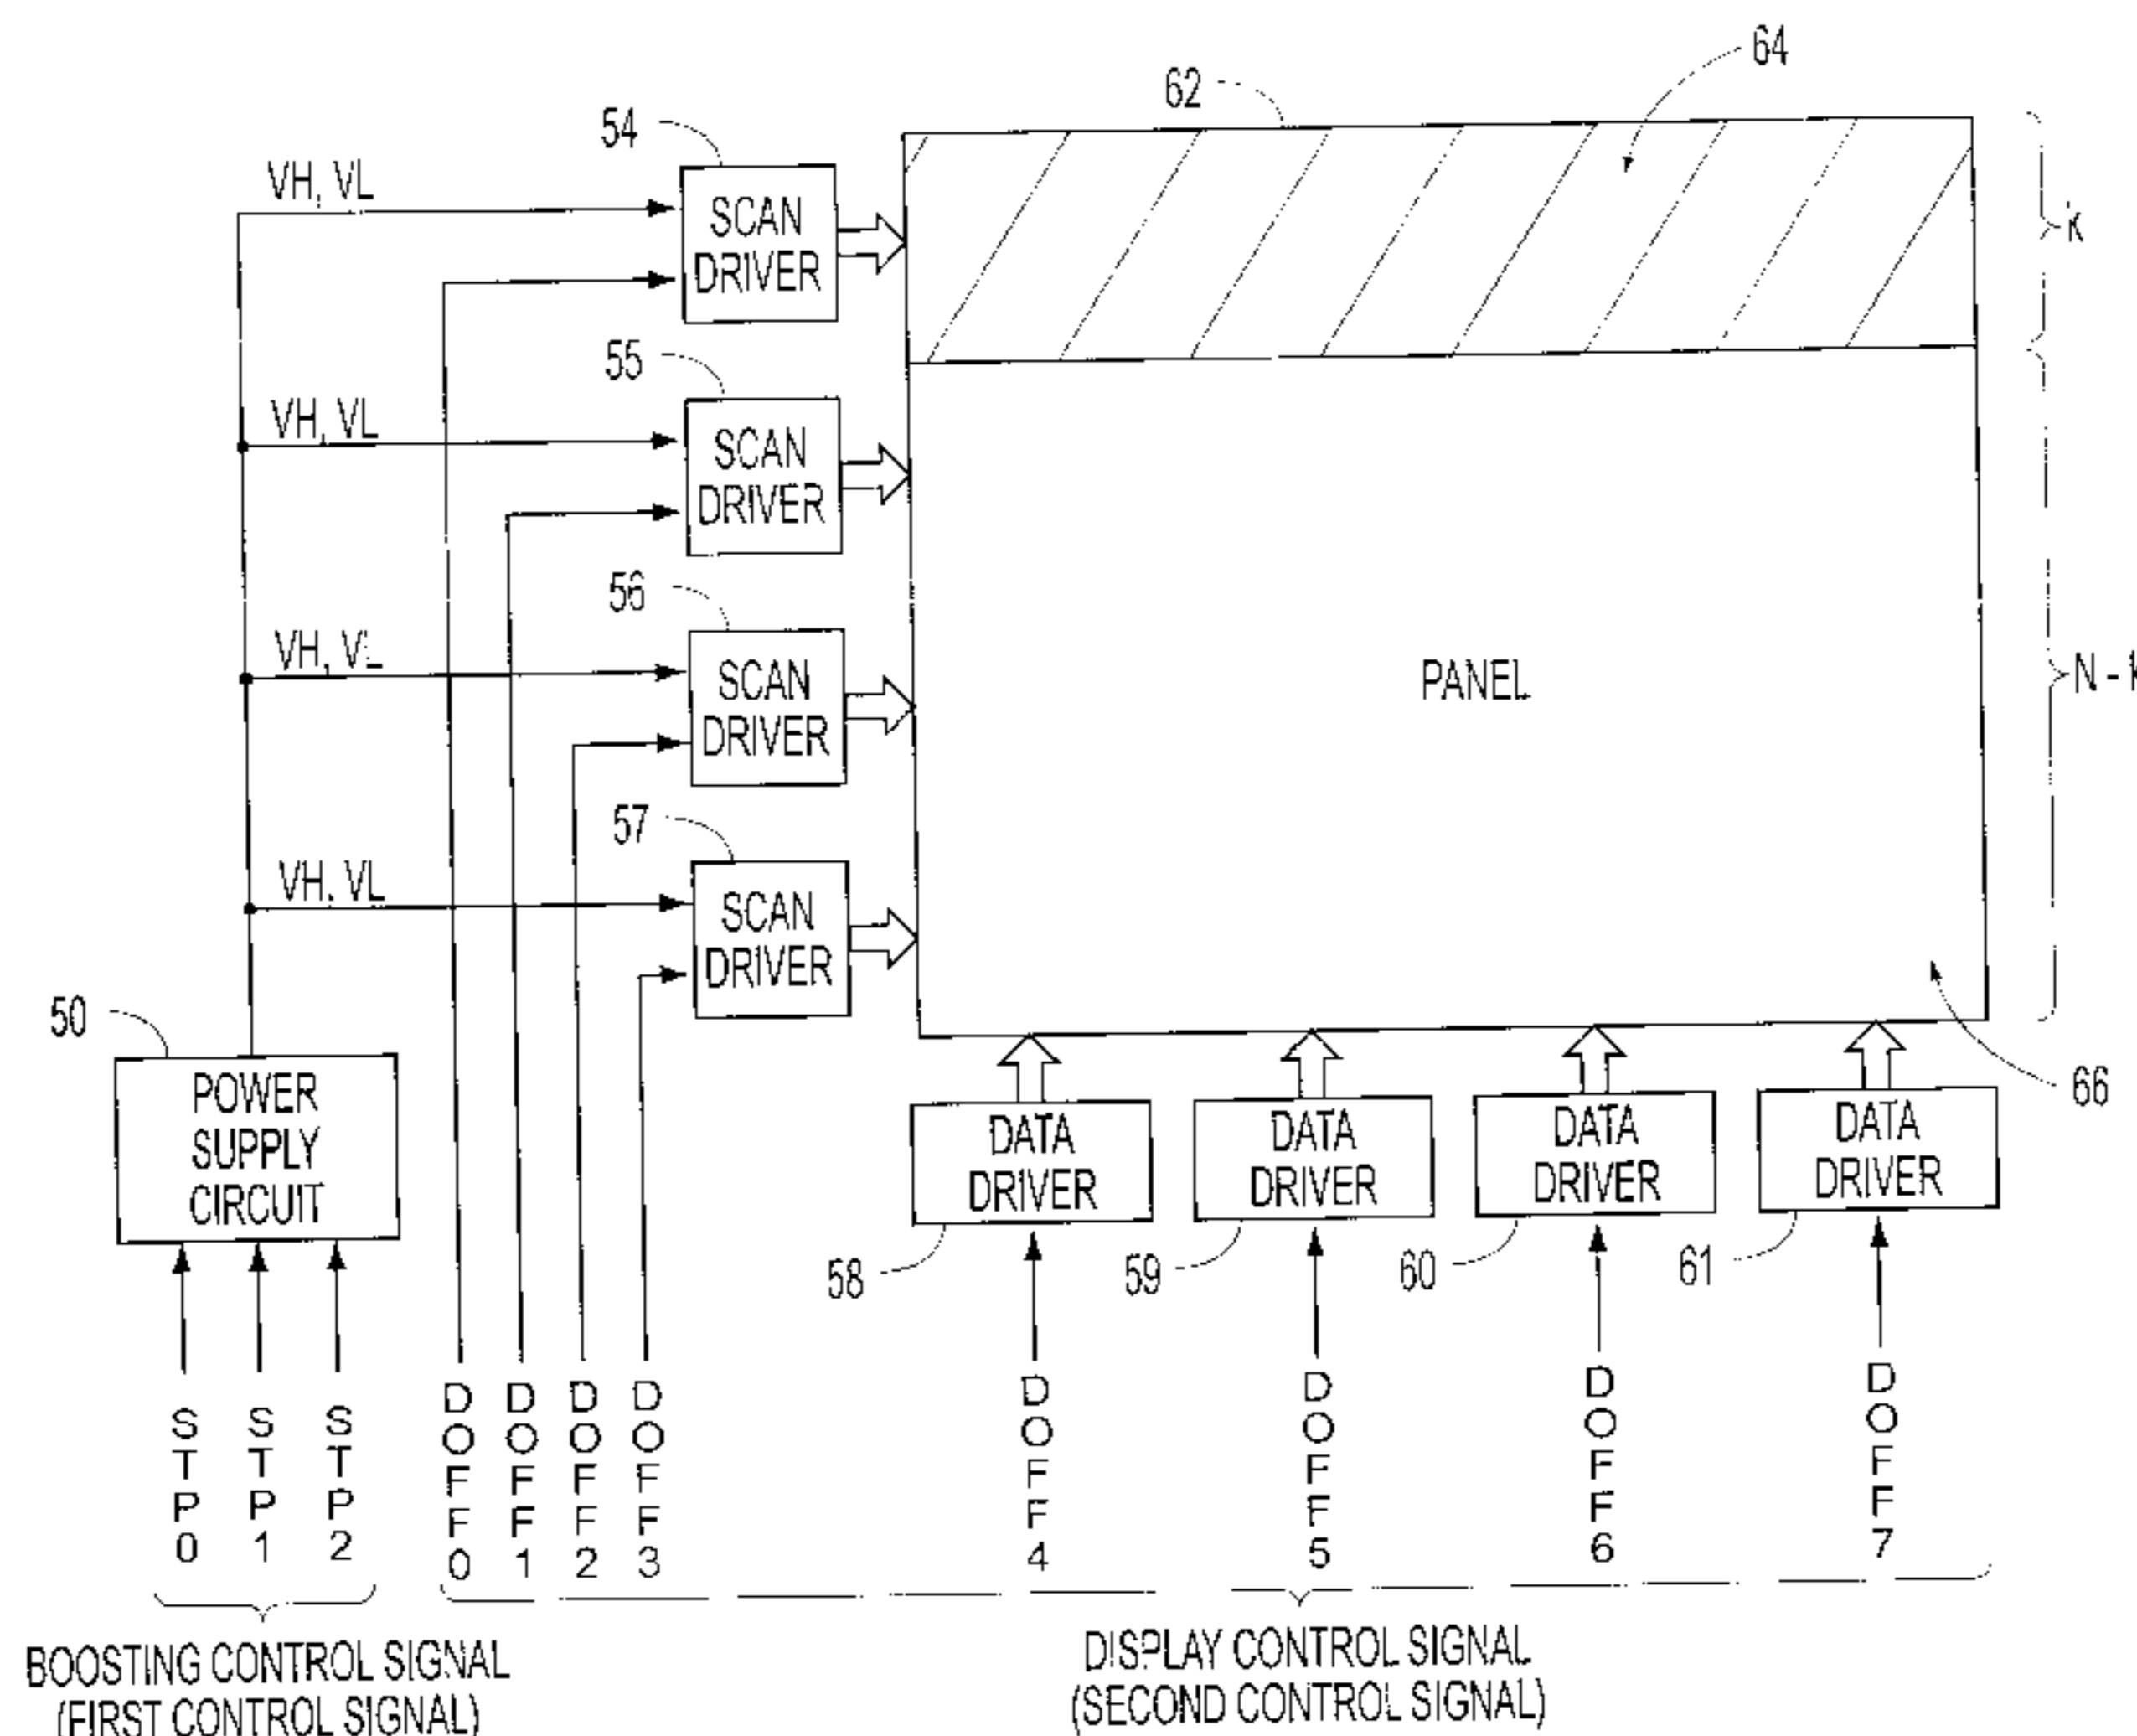 64
62
54
VH, VL
SCAN
DRIVER
k
55
VH, VL
SCAN
DRIVER
56
VH, VL
SCAN
DRIVER
PANEL
N - k
57
VH, VL
SCAN
DRIVER
50
POWER
SUPPLY
CIRCUIT
66
DATA
DRIVER
DATA
DRIVER
DATA
DRIVER
DATA
DRIVER
58
59
60
61
STP0
STP1
STP2
DOFF0
DOFF1
DOFF2
DOFF3
DOFF4
DOFF5
DOFF6
DOFF7
BOOSTING CONTROL SIGNAL
(FIRST CONTROL SIGNAL)
DISPLAY CONTROL SIGNAL
(SECOND CONTROL SIGNAL)